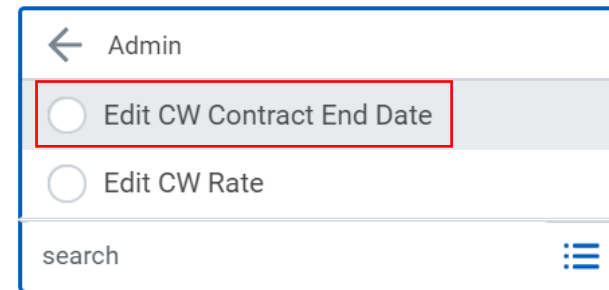 Admin
Edit CW Contract End Date
Edit CW Rate
search